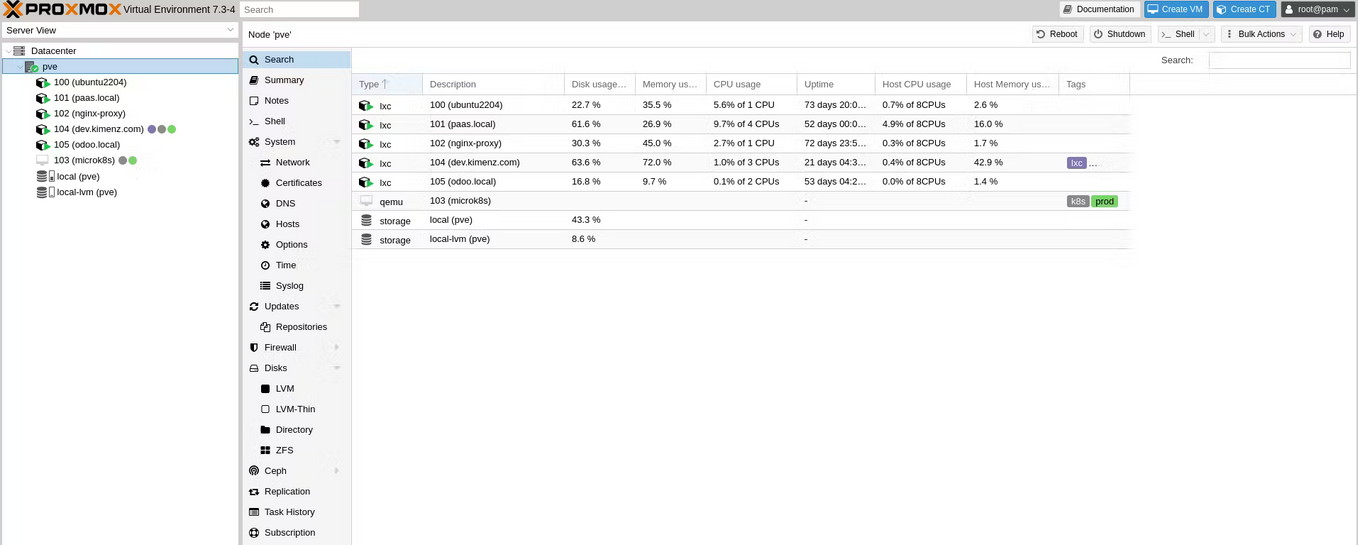 PROXMOX Virtual Environment 7.3-4 Search Documentation Create VM Create CT root@pam
Server View
Node 'pve' Reboot Shutdown >_ Shell Bulk Actions Help
Datacenter
pve
100 (ubuntu2204)
101 (paas.local)
102 (nginx-proxy)
104 (dev.kimenz.com)
105 (odoo.local)
103 (microk8s)
local (pve)
local-lvm (pve)
Search
Summary
Notes
>_ Shell
System
Network
Certificates
DNS
Hosts
Options
Time
Syslog
Updates
Repositories
Firewall
Disks
LVM
LVM-Thin
Directory
ZFS
Ceph
Replication
Task History
Subscription
Search:
Type Description Disk usage... Memory us... CPU usage Uptime Host CPU usage Host Memory us... Tags
lxc 100 (ubuntu2204) 22.7 % 35.5 % 5.6% of 1 CPU 73 days 20:0... 0.7% of 8CPUs 2.6 %
lxc 101 (paas.local) 61.6 % 26.9 % 9.7% of 4 CPUs 52 days 00:0... 4.9% of 8CPUs 16.0 %
lxc 102 (nginx-proxy) 30.3 % 45.0 % 2.7% of 1 CPU 72 days 23:5... 0.3% of 8CPUs 1.7 %
lxc 104 (dev.kimenz.com) 63.6 % 72.0 % 1.0% of 3 CPUs 21 days 04:3... 0.4% of 8CPUs 42.9 % lxc ...
lxc 105 (odoo.local) 16.8 % 9.7 % 0.1% of 2 CPUs 53 days 04:2... 0.0% of 8CPUs 1.4 %
qemu 103 (microk8s) - k8s prod
storage local (pve) 43.3 % -
storage local-lvm (pve) 8.6 % -